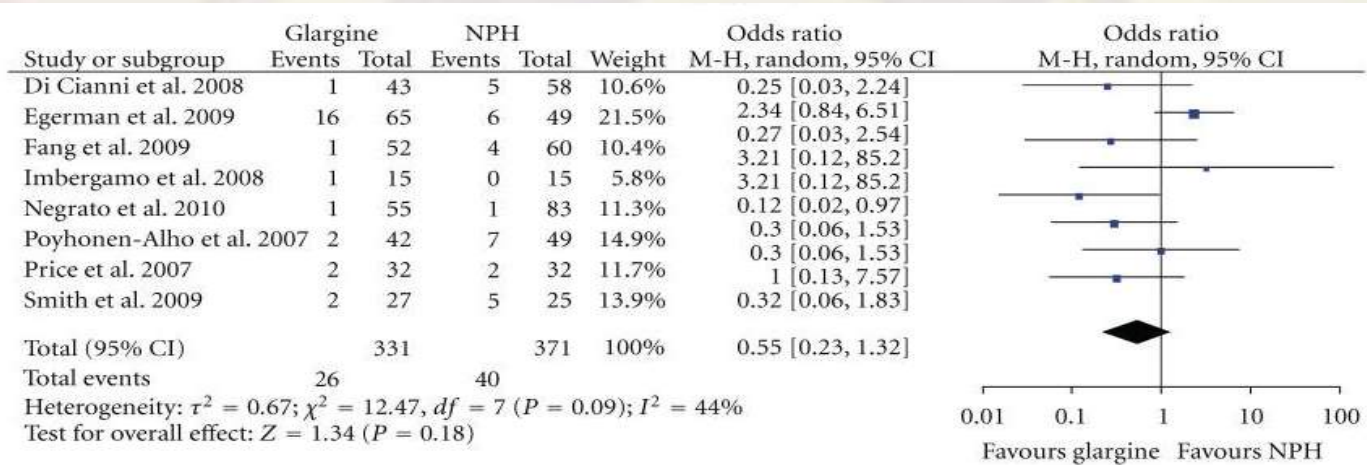 Glargine NPH Odds ratio Odds ratio
Study or subgroup Events Total Events Total Weight M-H, random, 95% CI M-H, random, 95% CI
Di Cianni et al. 2008 1 43 5 58 10.6% 0.25 [0.03, 2.24]
Egerman et al. 2009 16 65 6 49 21.5% 2.34 [0.84, 6.51]
0.27 [0.03, 2.54]
Fang et al. 2009 1 52 4 60 10.4%
3.21 [0.12, 85.2]
Imbergamo et al. 2008 1 15 0 15 5.8% 3.21 [0.12, 85.2]
Negrato et al. 2010 1 55 1 83 11.3% 0.12 [0.02, 0.97]
0.3 [0.06, 1.53]
Poyhonen-Alho et al. 2007 2 42 7 49 14.9%
0.3 [0.06, 1.53]
Price et al. 2007 2 32 2 32 11.7% 1 [0.13, 7.57]
Smith et al. 2009 2 27 5 25 13.9% 0.32 [0.06, 1.83]
Total (95% CI) 331 371 100% 0.55 [0.23, 1.32]
Total events 26 40
Heterogeneity: τ² = 0.67; χ² = 12.47, df = 7 (P = 0.09); I² = 44%
Test for overall effect: Z = 1.34 (P = 0.18)
0.01 0.1 1 10 100
Favours glargine Favours NPH